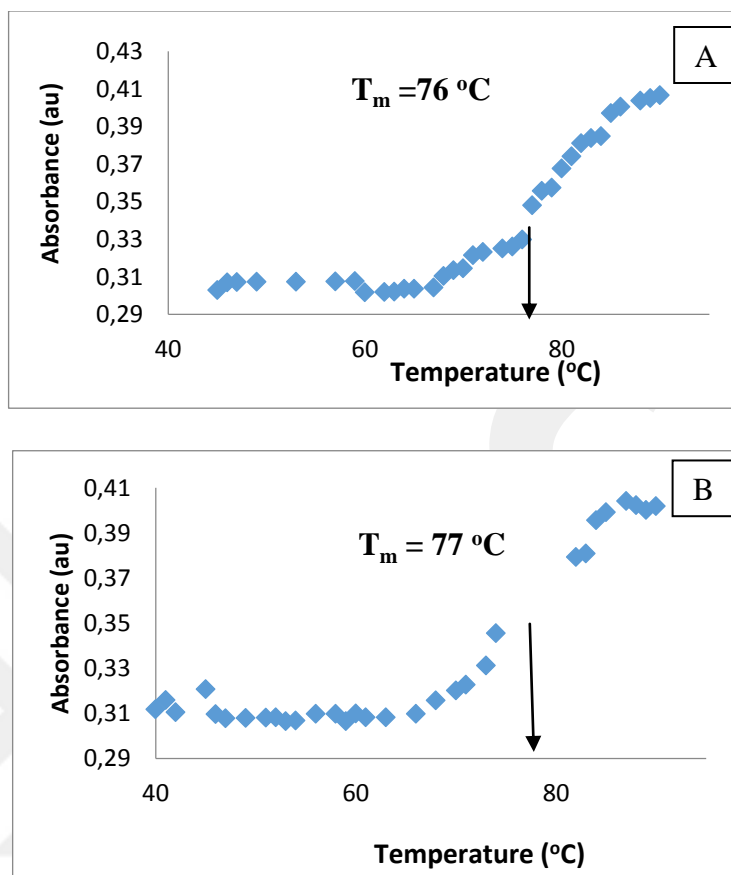 A
Tm =76 oC
Absorbance (au)
0,43
0,41
0,39
0,37
0,35
0,33
0,31
0,29
40
60
80
Temperature (oC)
B
Tm = 77 oC
Absorbance (au)
0,41
0,39
0,37
0,35
0,33
0,31
0,29
40
60
80
Temperature (oC)